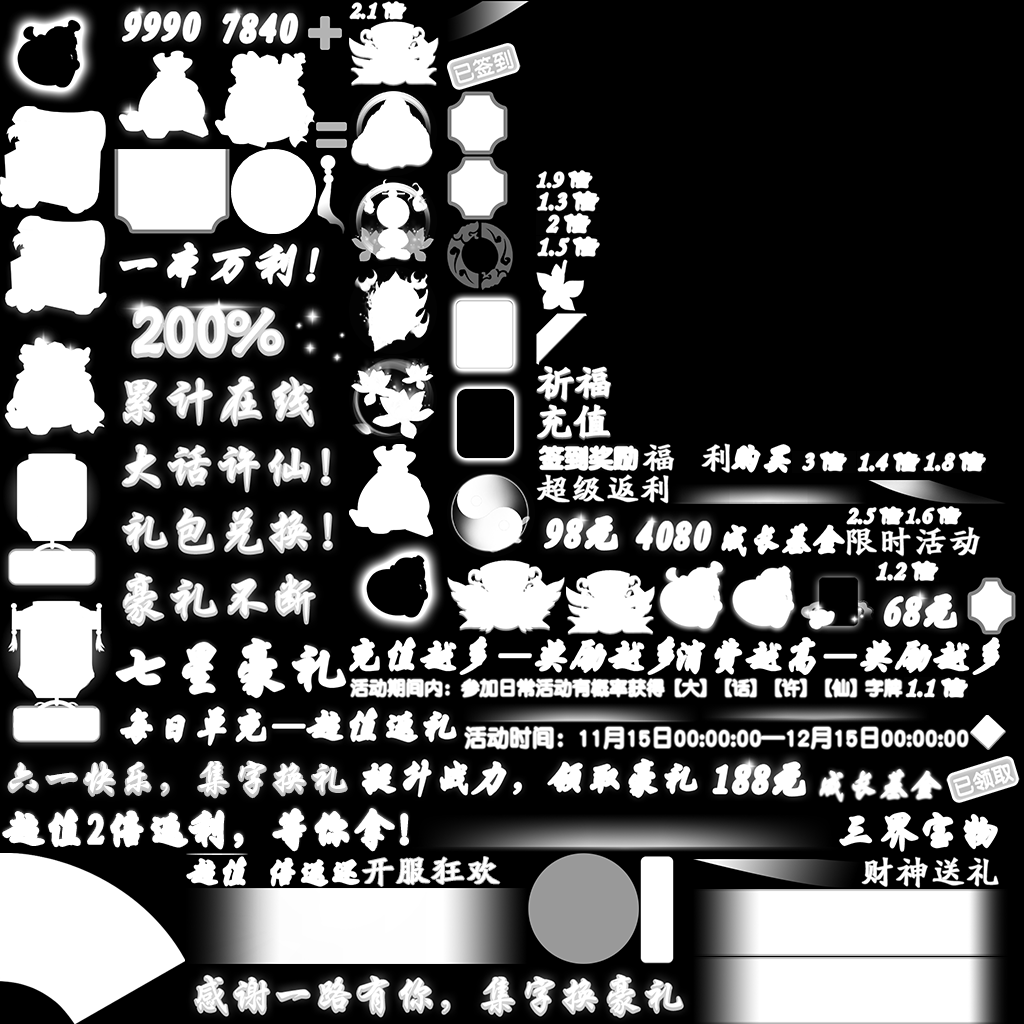 9990 7840
2.1倍
已签到
1.9倍
1.3倍
2倍
1.5倍
一本万利！
200%
累计在线
祈福
充值
签到奖励 福 利购买 3倍 1.4倍 1.8倍
大话许仙！
超级返利
礼包兑换！
98元 4080 成长基金
2.5倍 1.6倍
限时活动
1.2倍
豪礼不断
68元
七星豪礼
充值越多一奖励越多消费越高一奖励越多
活动期间内：参加日常活动有概率获得【大】【话】【许】【仙】字牌 1.1倍
每日单充一超值返礼
活动时间：11月15日00:00:00—12月15日00:00:00
六一快乐，集字换礼 提升战力，领取豪礼 188元 成长基金
已领取
超值2倍返利，等你拿！
三界宝物
超值 倍返还开服狂欢
财神送礼
感谢一路有你，集字换豪礼